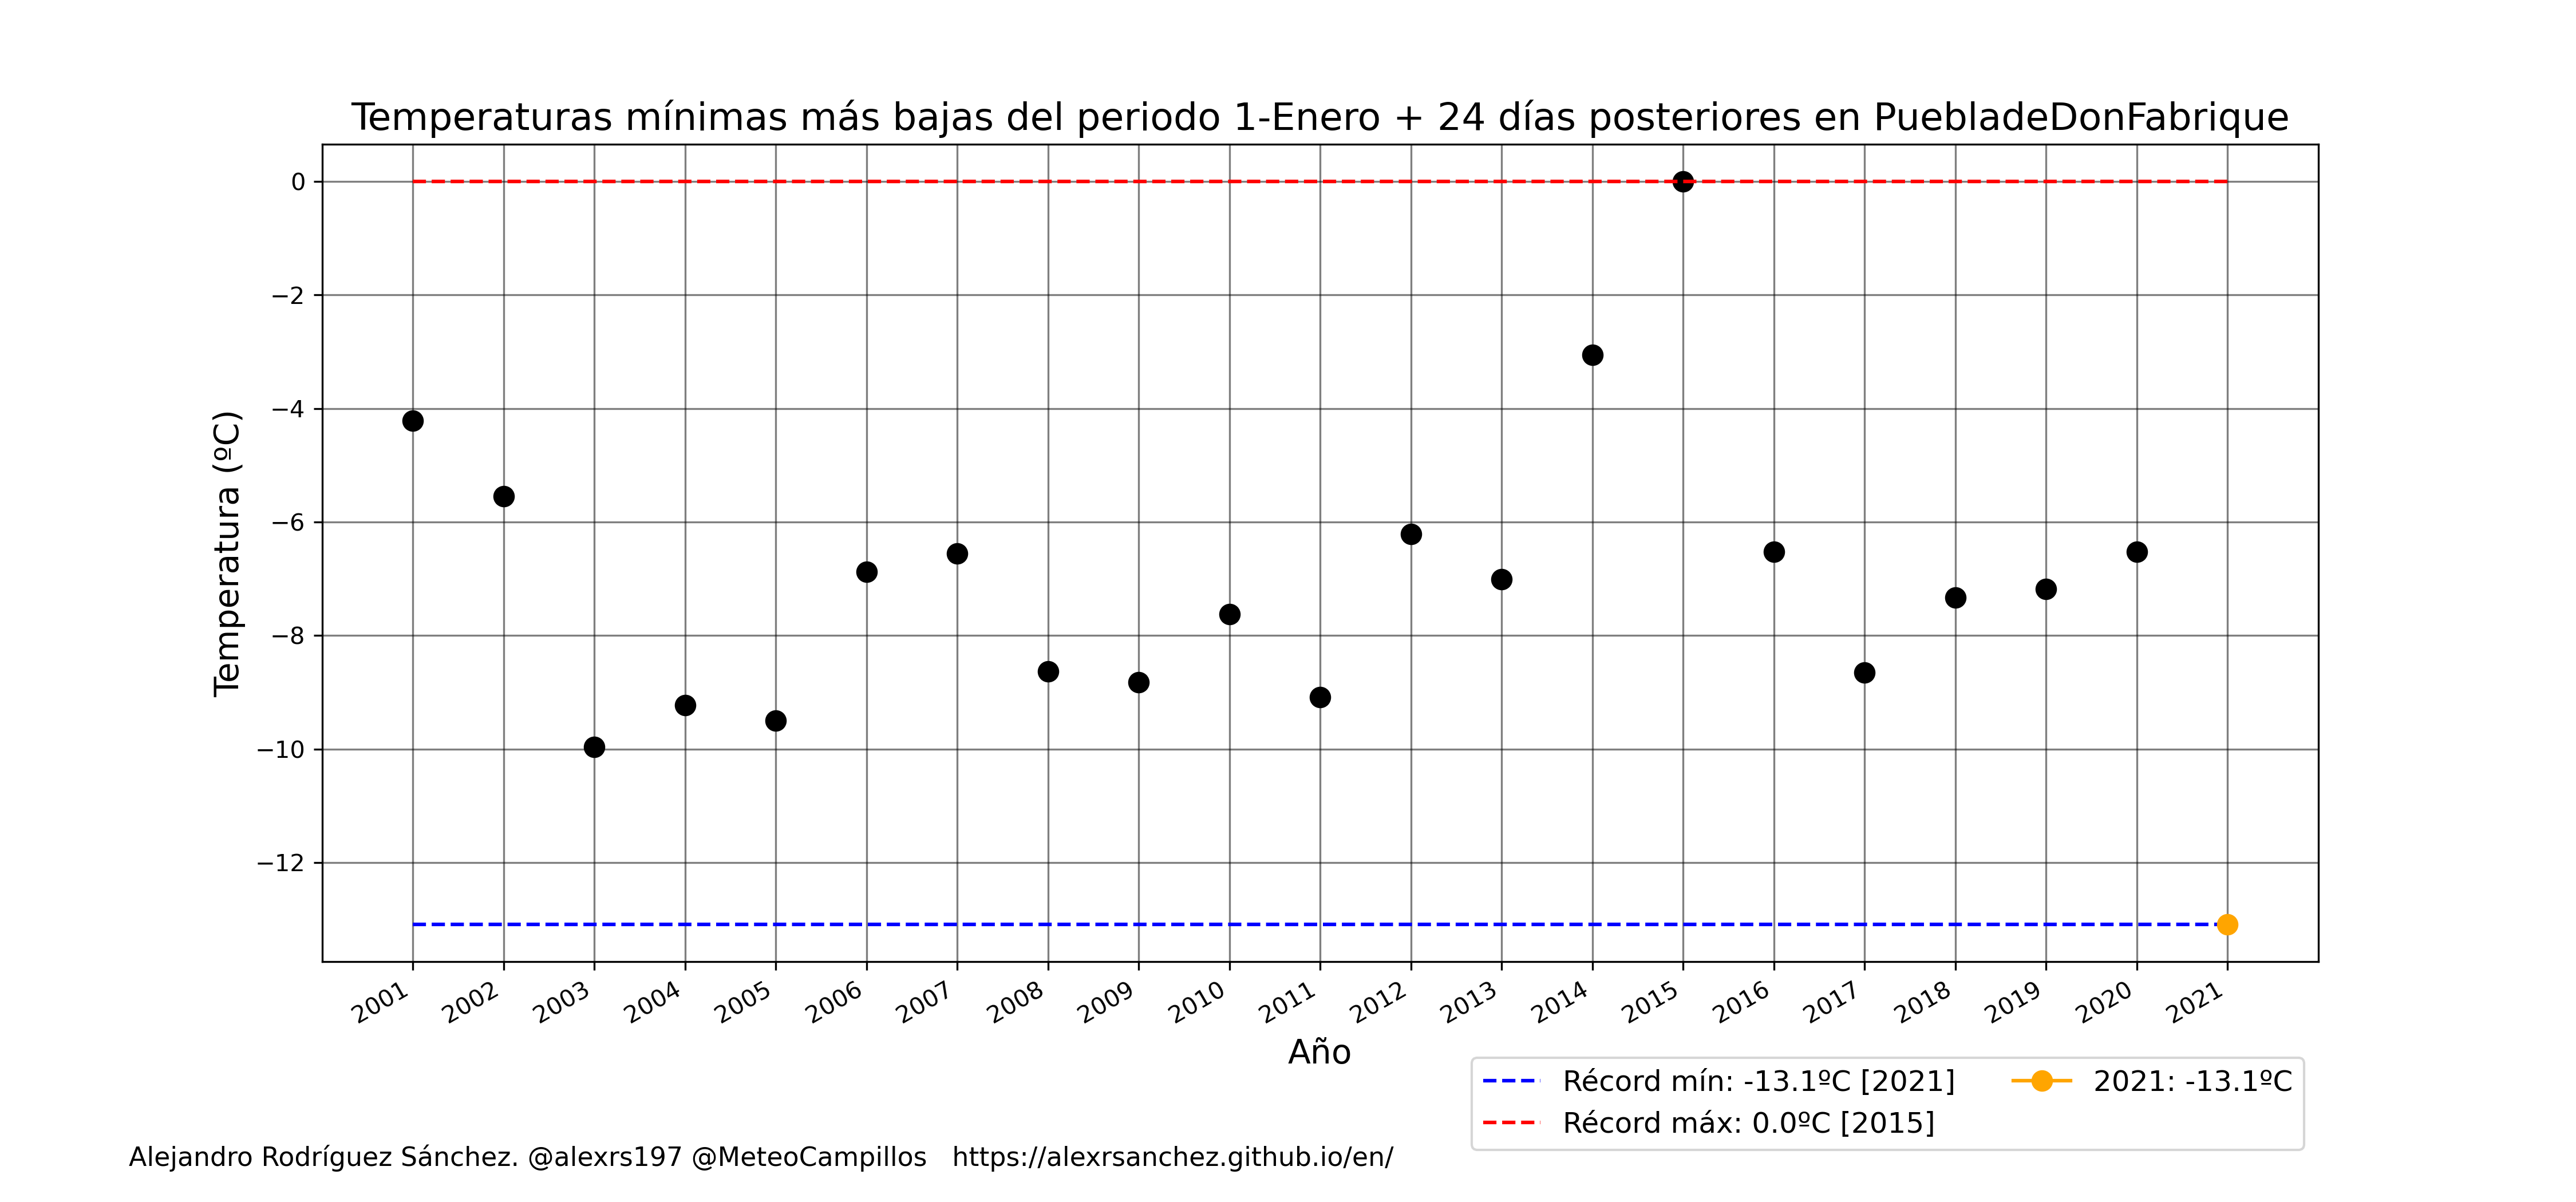 Temperaturas mínimas más bajas del periodo 1-Enero + 24 días posteriores en PuebladeDonFabrique
Temperatura (ºC)
0
−2
−4
−6
−8
−10
−12
2001 2002 2003 2004 2005 2006 2007 2008 2009 2010 2011 2012 2013 2014 2015 2016 2017 2018 2019 2020 2021
Año
Récord mín: -13.1ºC [2021]
Récord máx: 0.0ºC [2015]
2021: -13.1ºC
Alejandro Rodríguez Sánchez. @alexrs197 @MeteoCampillos https://alexrsanchez.github.io/en/